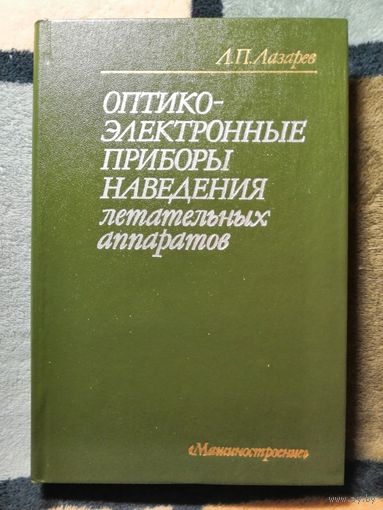 Л.П.Лазарев
ОПТИКО-
ЭЛЕКТРОННЫЕ
ПРИБОРЫ
НАВЕДЕНИЯ
летательных
аппаратов
«Машиностроение»